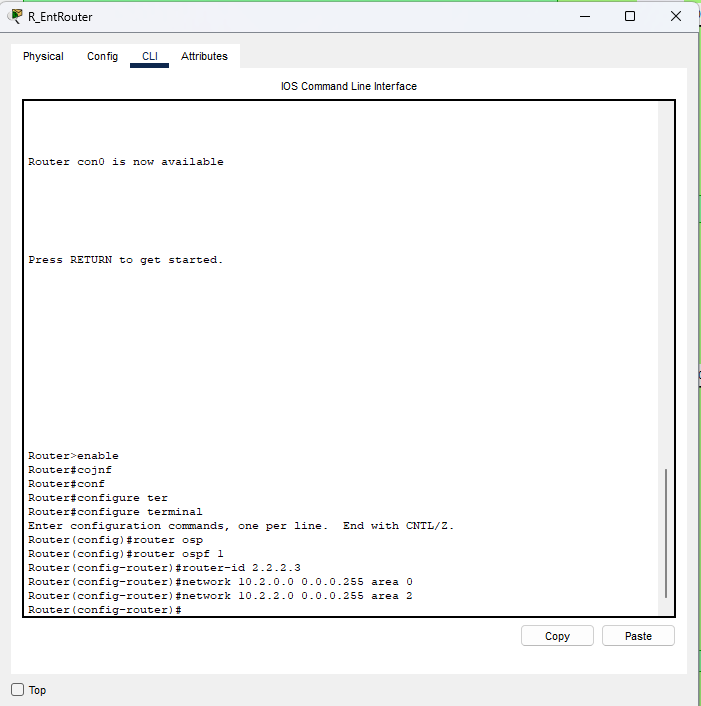 R_EntRouter
Physical Config CLI Attributes
IOS Command Line Interface
Router con0 is now available
Press RETURN to get started.
Router>enable
Router#cojnf
Router#conf
Router#configure ter
Router#configure terminal
Enter configuration commands, one per line.  End with CNTL/Z.
Router(config)#router osp
Router(config)#router ospf 1
Router(config-router)#router-id 2.2.2.3
Router(config-router)#network 10.2.0.0 0.0.0.255 area 0
Router(config-router)#network 10.2.2.0 0.0.0.255 area 2
Router(config-router)#
Copy Paste
Top